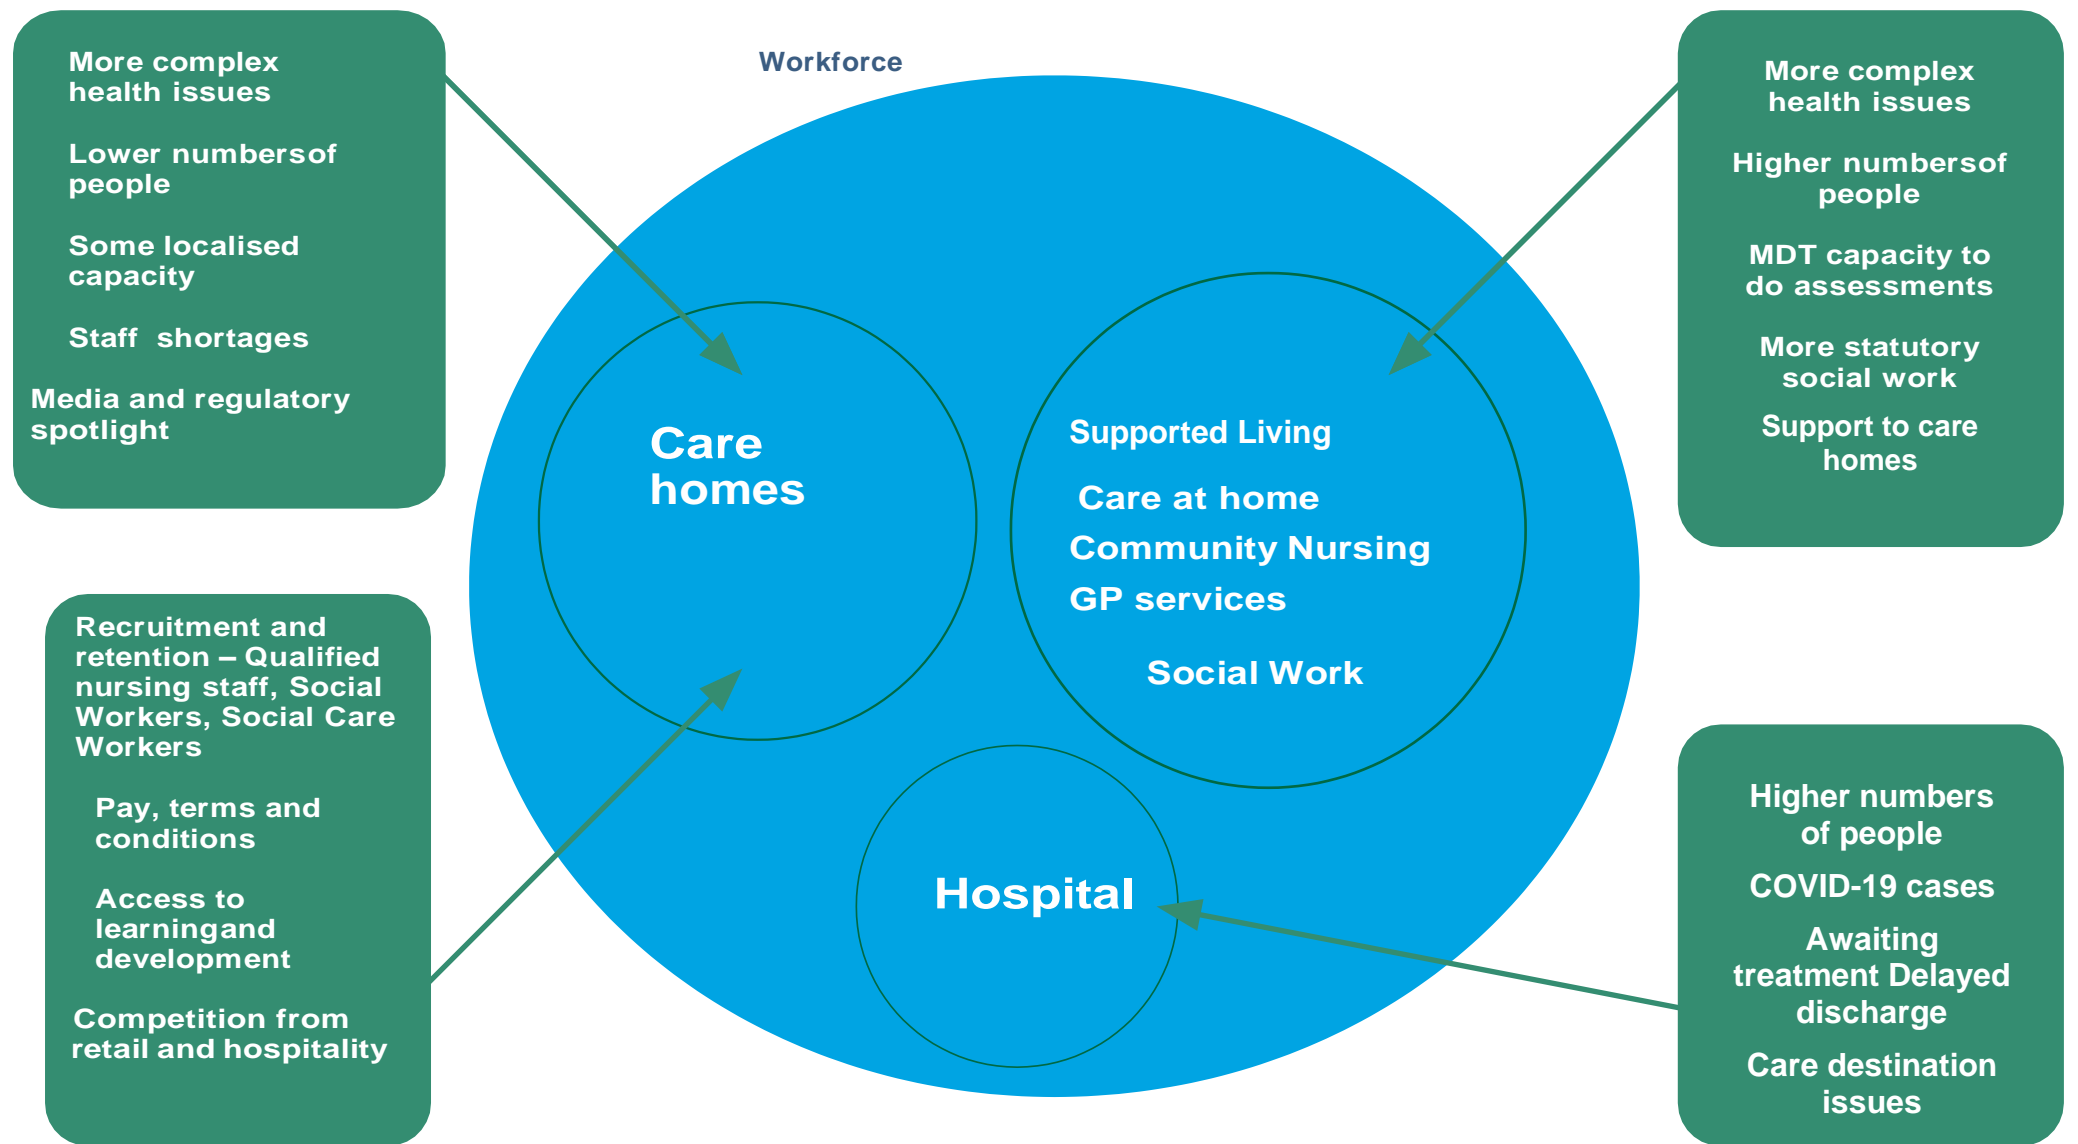 Workforce
More complex
health issues
Lower numbersof
people
Some localised
capacity
Staff shortages
Media and regulatory
spotlight
More complex
health issues
Higher numbersof
people
MDT capacity to
do assessments
More statutory
social work
Support to care
homes
Care
homes
Supported Living
Care at home
Community Nursing
GP services
Social Work
Hospital
Recruitment and
retention – Qualified
nursing staff, Social
Workers, Social Care
Workers
Pay, terms and
conditions
Access to
learningand
development
Competition from
retail and hospitality
Higher numbers
of people
COVID-19 cases
Awaiting
treatment Delayed
discharge
Care destination
issues